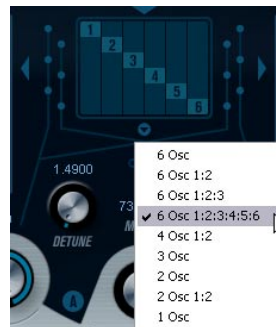 1
2
3
4
5
6
6 Osc
6 Osc 1:2
1.4900
6 Osc 1:2:3
73
✓ 6 Osc 1:2:3:4:5:6
4 Osc 1:2
DETUNE
3 Osc
2 Osc
A
2 Osc 1:2
1 Osc